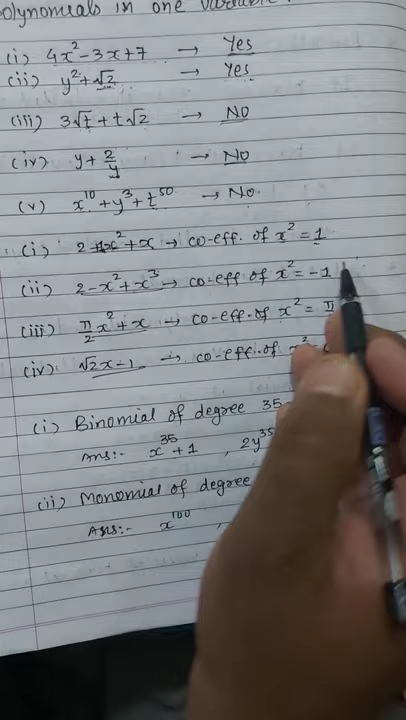 olynomials in one variable.
(i) 4x² - 3x + 7 → Yes
(ii) y² + √2 → Yes
(iii) 3√t + t√2 → No
(iv) y + 2/y → No
(v) x¹⁰ + y³ + t⁵⁰ → No.
(i) 2 + x² + x → co-eff. of x² = 1
(ii) 2 - x² + x³ → co-eff of x² = -1
(iii) π/2 x² + x → co-eff. of x² = π
(iv) √2x - 1 → co-eff. of x²
(i) Binomial of degree 35
Ans:- x³⁵ + 1 , 2y³⁵
(ii) Monomial of degree
Ans:- x¹⁰⁰ ,